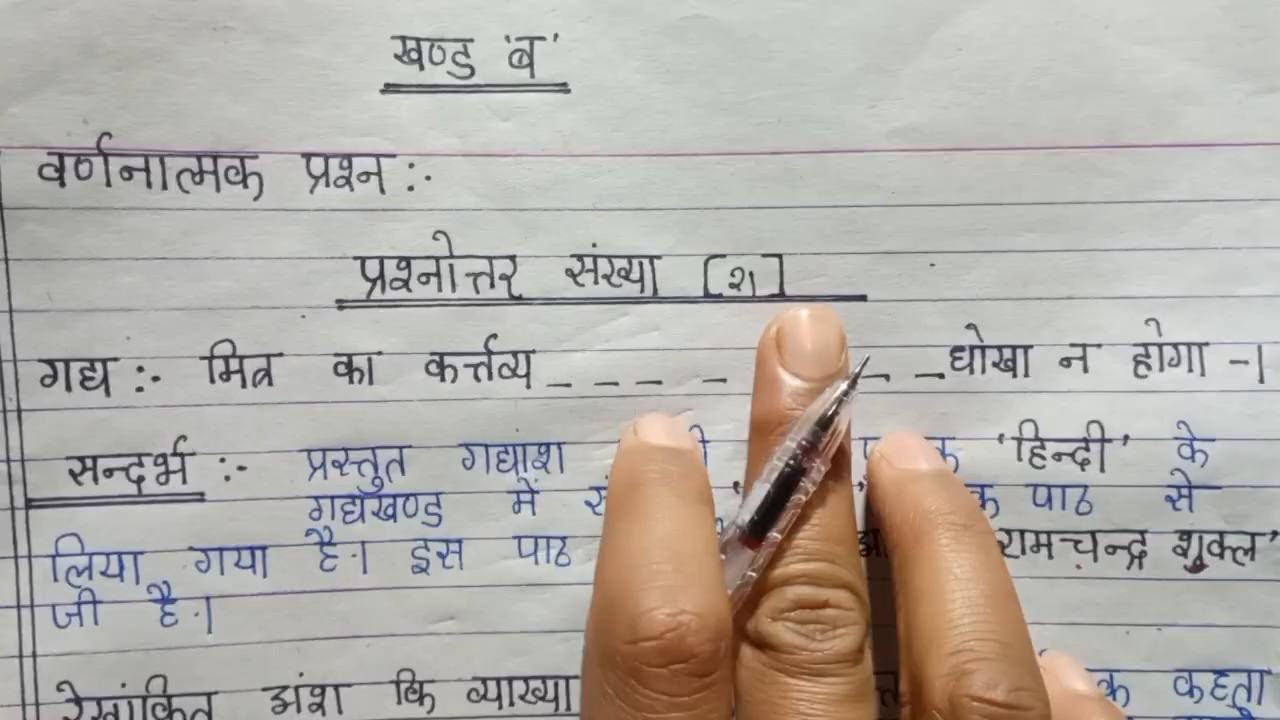 खण्ड 'ब'
वर्णनात्मक प्रश्न :-
प्रश्नोत्तर संख्या [२१]
गद्य :- मित्र का कर्त्तव्य - - - - - - धोखा न होगा -।
सन्दर्भ :- प्रस्तुत गद्यांश 'हिन्दी' के
गद्यखण्ड में पाठ से
लिया गया है। इस पाठ रामचन्द्र शुक्ल'
जी है।
रेखांकित अंश कि व्याख्या कहता